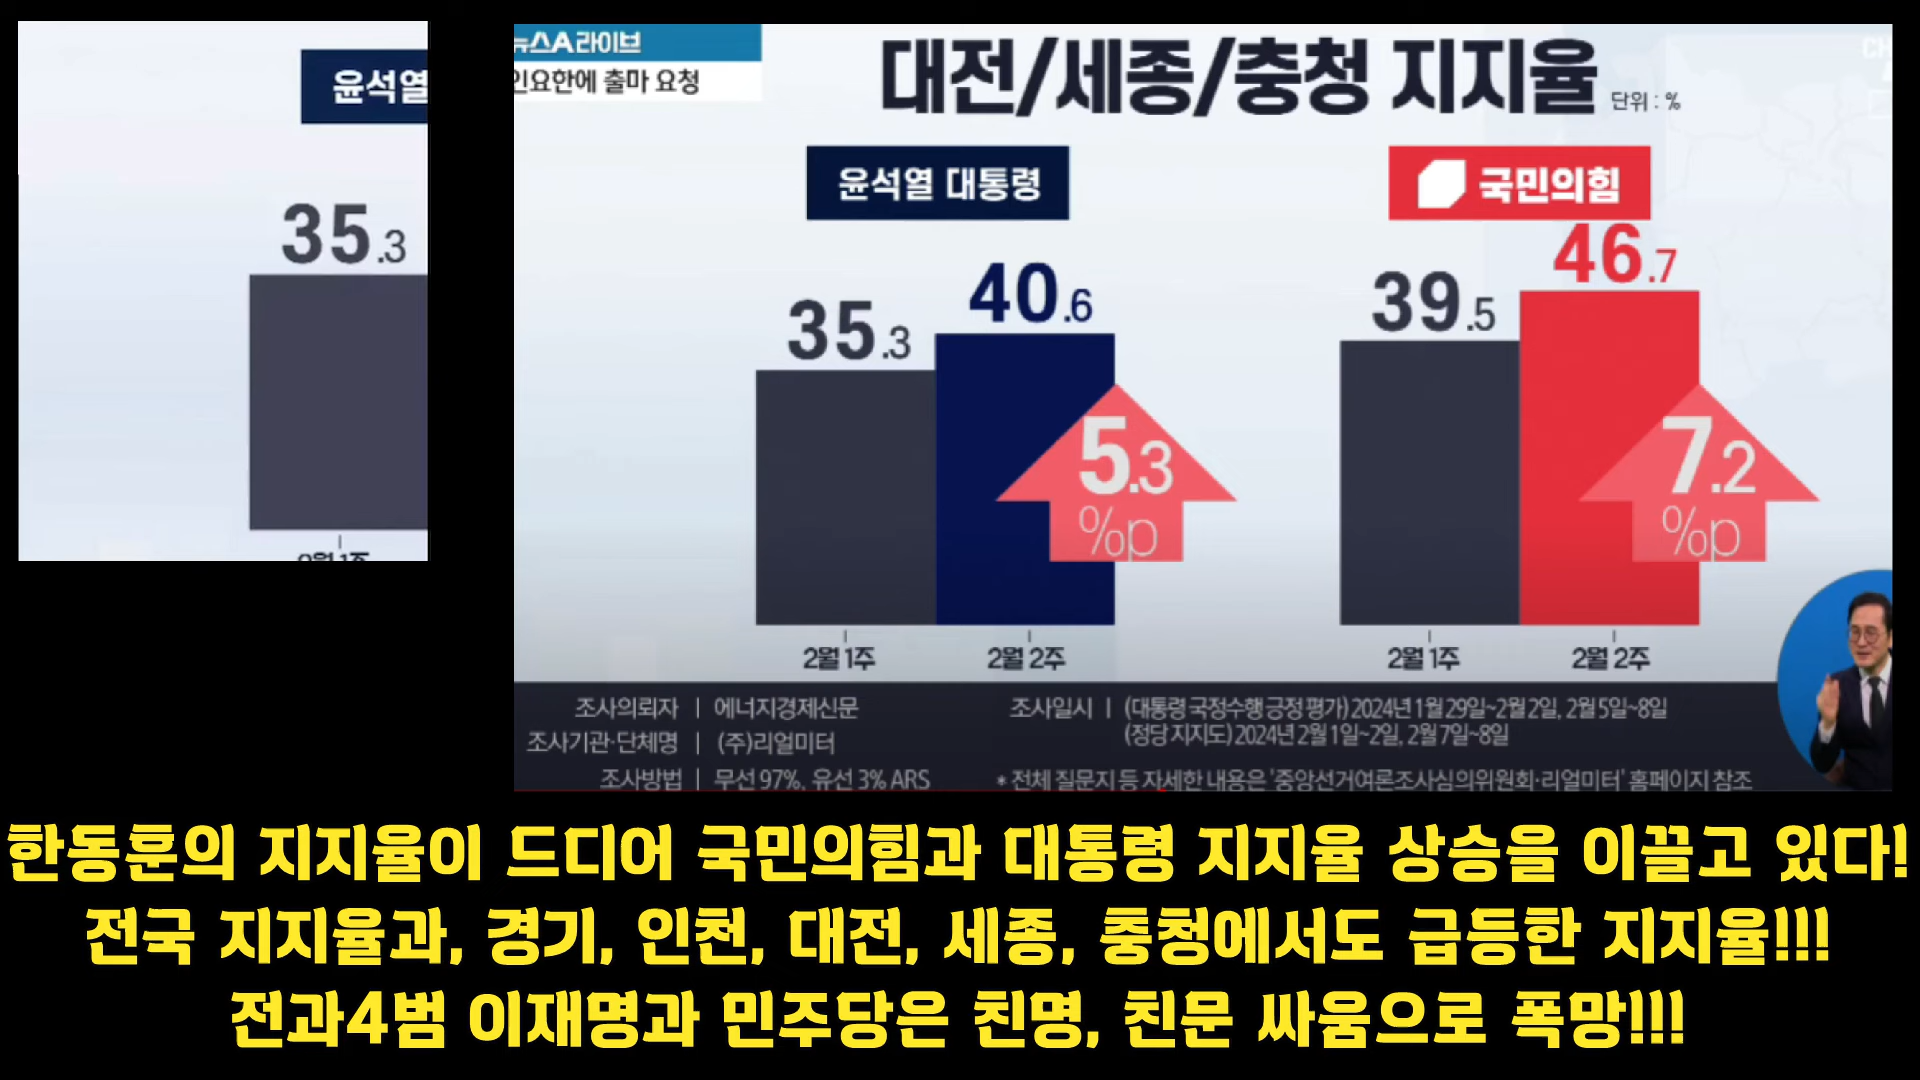 윤석열
35.3
뉴스A 라이브
인요한에 출마 요청
대전/세종/충청 지지율
단위 : %
윤석열 대통령
국민의힘
35.3
40.6
5.3
%p
39.5
46.7
7.2
%p
2월 1주
2월 2주
2월 1주
2월 2주
조사의뢰자 | 에너지경제신문
조사기관·단체명 | (주)리얼미터
조사방법 | 무선 97%, 유선 3% ARS
조사일시 | (대통령 국정수행 긍정 평가) 2024년 1월 29일~2월 2일, 2월 5일~8일
(정당 지지도) 2024년 2월 1일~2일, 2월 7일~8일
* 전체 질문지 등 자세한 내용은 '중앙선거여론조사심의위원회·리얼미터' 홈페이지 참조
한동훈의 지지율이 드디어 국민의힘과 대통령 지지율 상승을 이끌고 있다!
전국 지지율과, 경기, 인천, 대전, 세종, 충청에서도 급등한 지지율!!!
전과4범 이재명과 민주당은 친명, 친문 싸움으로 폭망!!!